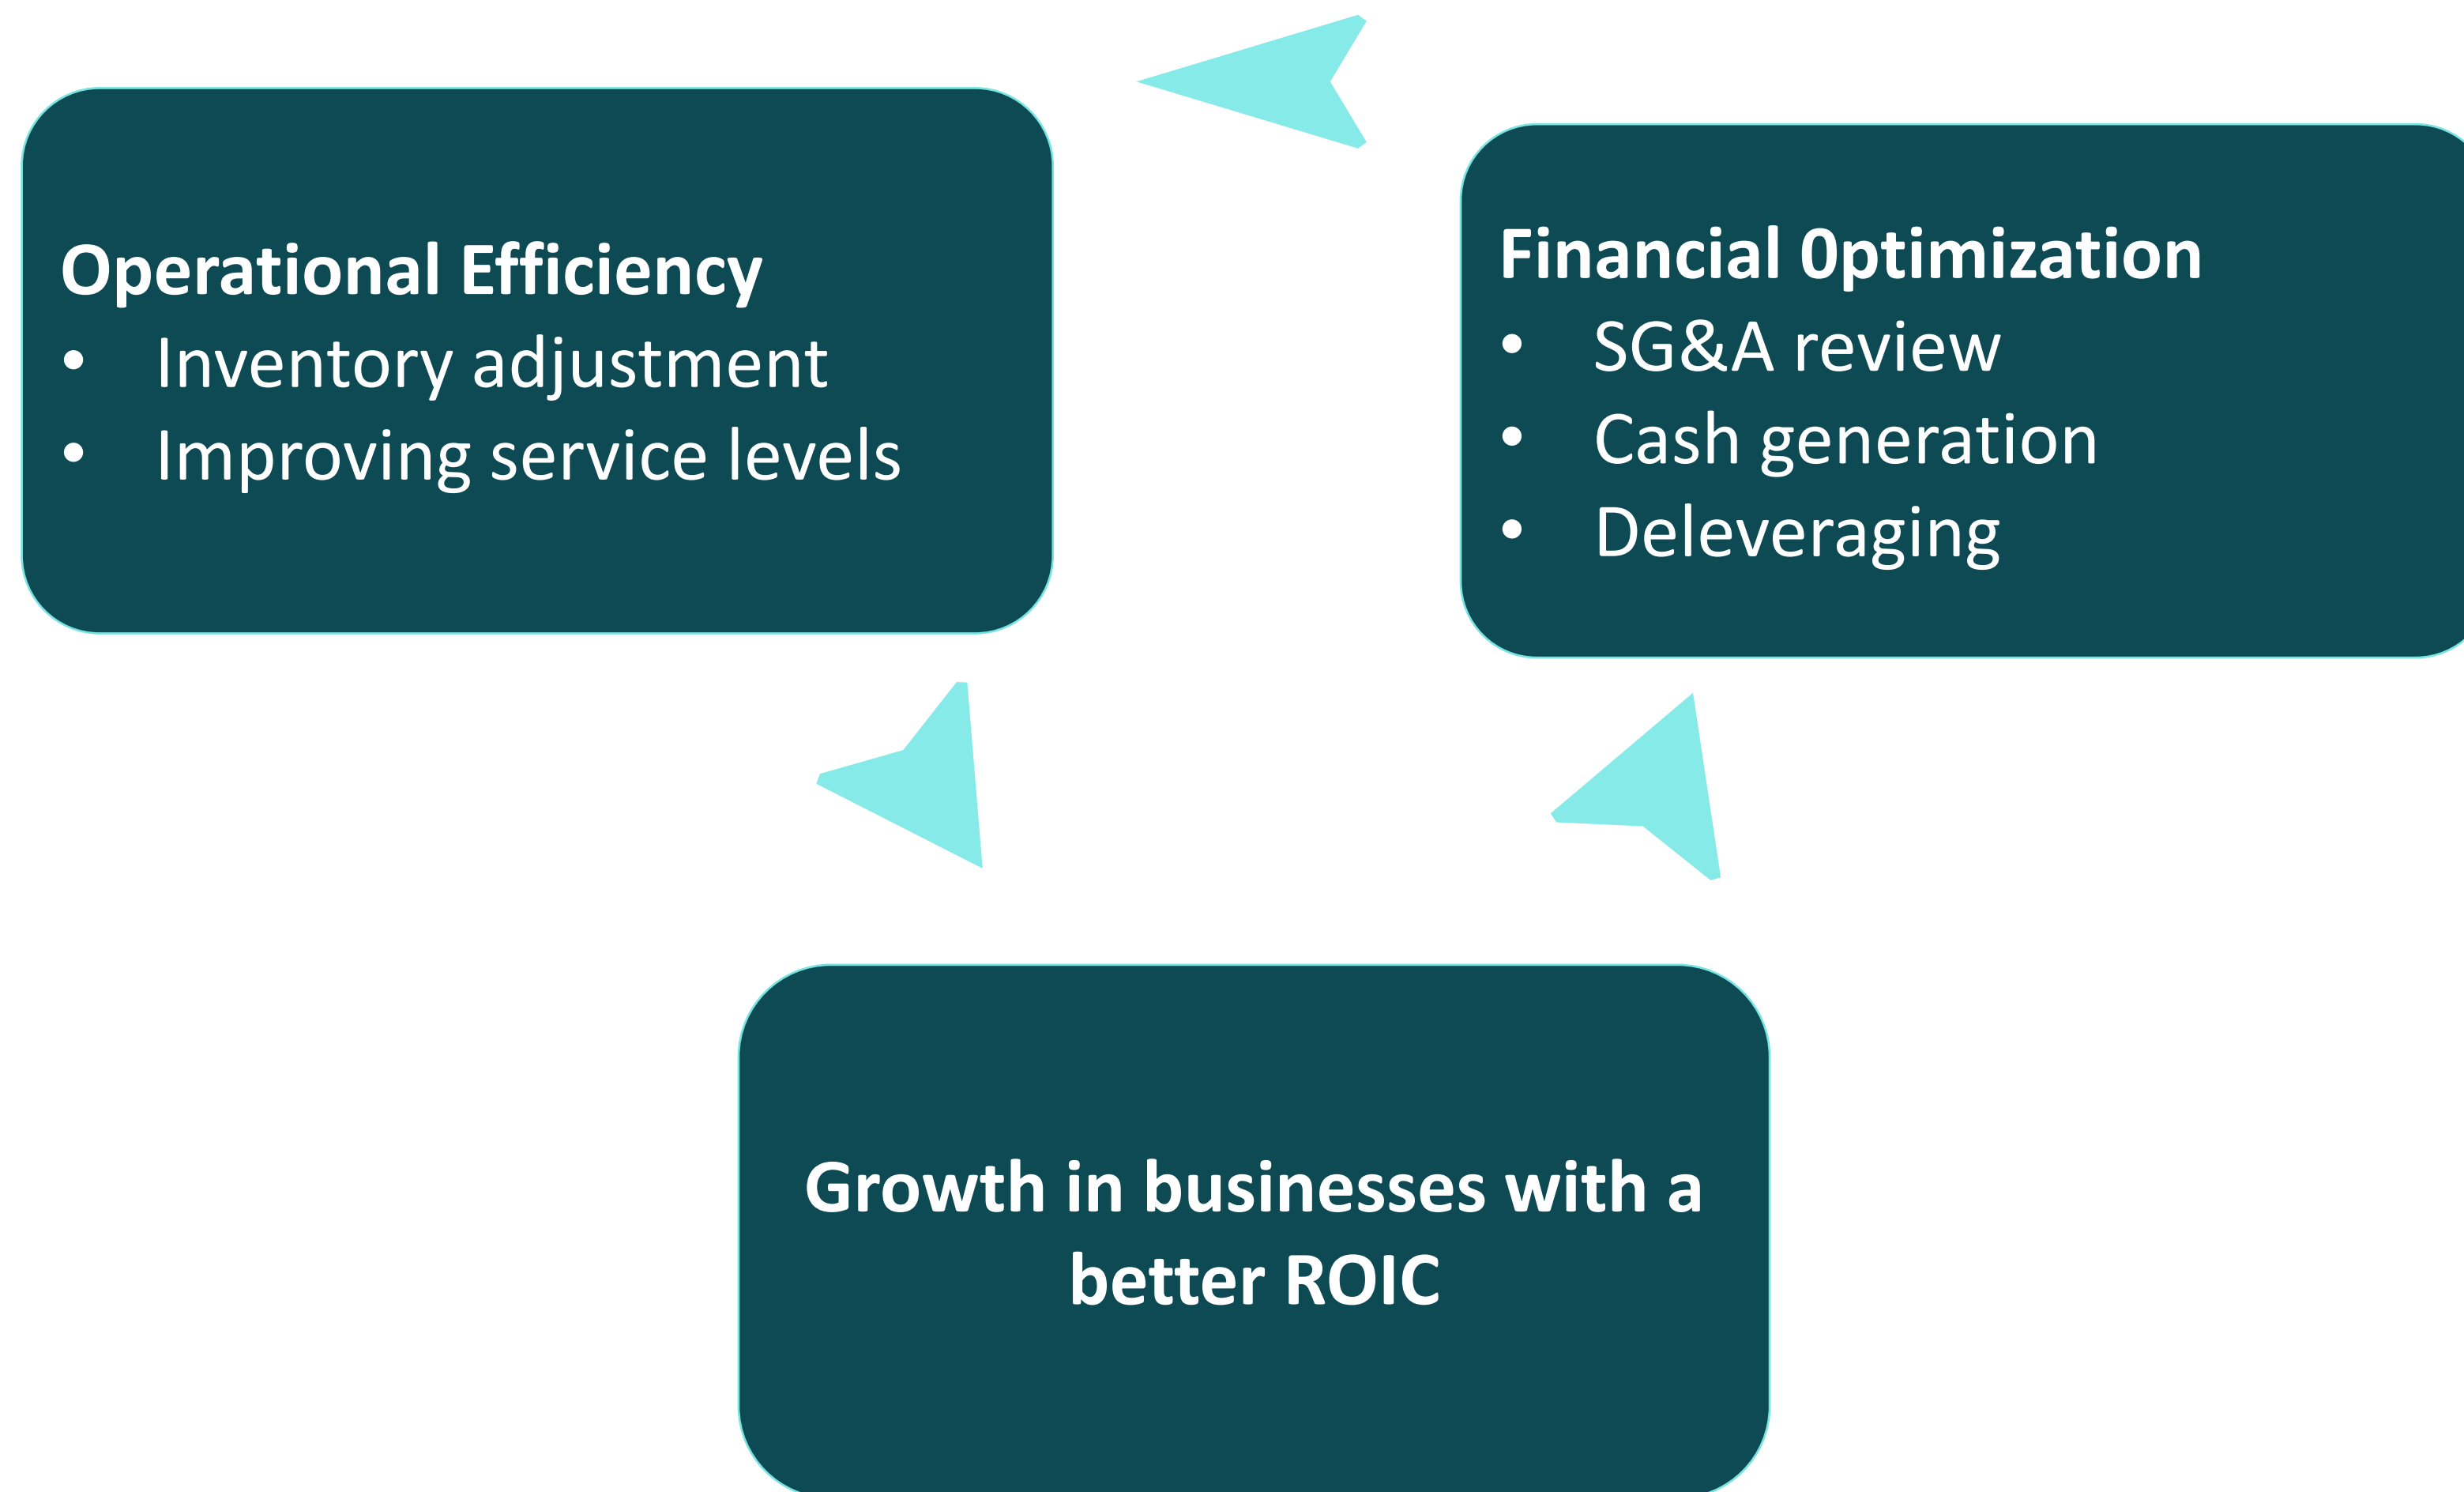 Operational Efficiency
• Inventory adjustment
• Improving service levels
Financial 0ptimization
• SG&A review
• Cash generation
• Deleveraging
Growth in businesses with a
better ROIC